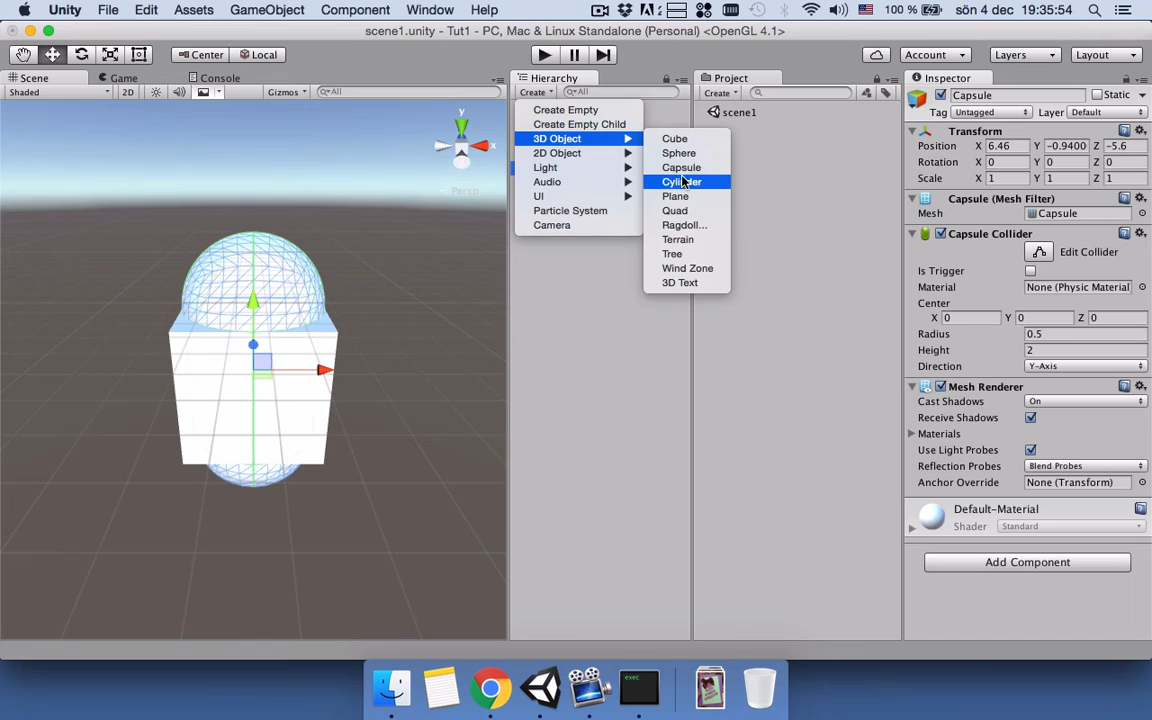 Unity File Edit Assets GameObject Component Window Help 100 % sön 4 dec 19:35:54
scene1.unity - Tut1 - PC, Mac & Linux Standalone (Personal) <OpenGL 4.1>
Center Local Account Layers Layout
Scene Game Console
Shaded 2D Gizmos All
y
x
Persp
Hierarchy
Create All
Create Empty
Create Empty Child
3D Object
2D Object
Light
Audio
UI
Particle System
Camera
Cube
Sphere
Capsule
Cylinder
Plane
Quad
Ragdoll...
Terrain
Tree
Wind Zone
3D Text
Project
Create
scene1
Inspector
Capsule Static
Tag Untagged Layer Default
Transform
Position X 6.46 Y -0.9400 Z -5.6
Rotation X 0 Y 0 Z 0
Scale X 1 Y 1 Z 1
Capsule (Mesh Filter)
Mesh Capsule
Capsule Collider
Edit Collider
Is Trigger
Material None (Physic Material
Center
X 0 Y 0 Z 0
Radius 0.5
Height 2
Direction Y-Axis
Mesh Renderer
Cast Shadows On
Receive Shadows
Materials
Use Light Probes
Reflection Probes Blend Probes
Anchor Override None (Transform)
Default-Material
Shader Standard
Add Component
exec